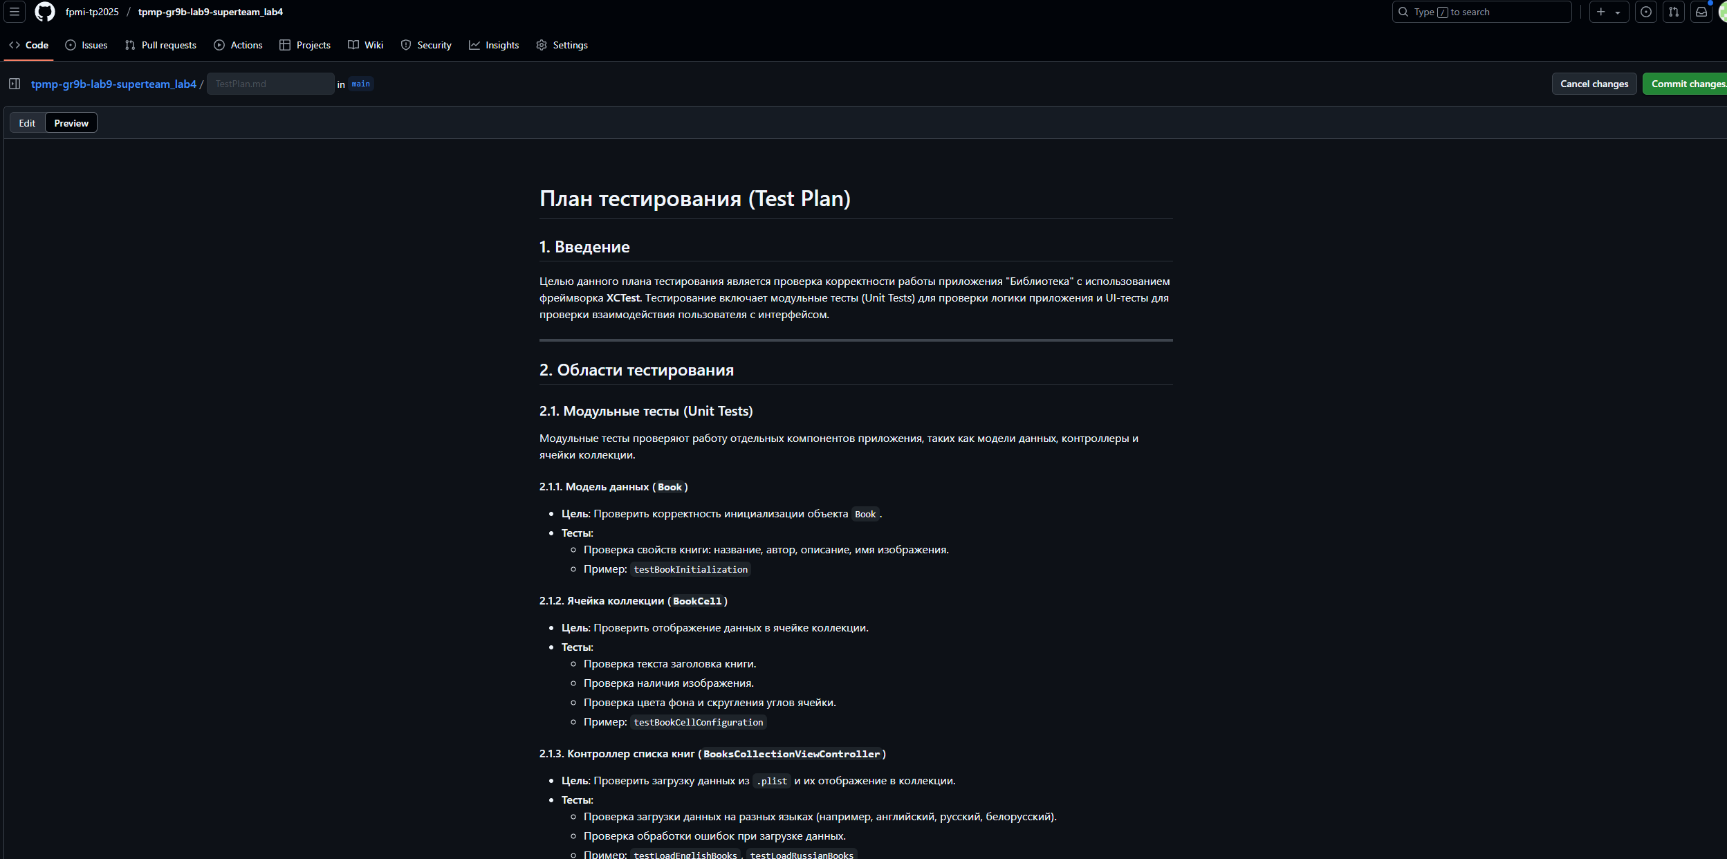 fpmi-tp2025 / tpmp-gr9b-lab9-superteam_lab4
Type / to search
Code Issues Pull requests Actions Projects Wiki Security Insights Settings
tpmp-gr9b-lab9-superteam_lab4 / TestPlan.md in main
Cancel changes Commit changes.
Edit Preview
План тестирования (Test Plan)
1. Введение
Целью данного плана тестирования является проверка корректности работы приложения "Библиотека" с использованием
фреймворка XCTest. Тестирование включает модульные тесты (Unit Tests) для проверки логики приложения и UI-тесты для
проверки взаимодействия пользователя с интерфейсом.
2. Области тестирования
2.1. Модульные тесты (Unit Tests)
Модульные тесты проверяют работу отдельных компонентов приложения, таких как модели данных, контроллеры и
ячейки коллекции.
2.1.1. Модель данных (Book)
• Цель: Проверить корректность инициализации объекта Book.
• Тесты:
○ Проверка свойств книги: название, автор, описание, имя изображения.
○ Пример: testBookInitialization
2.1.2. Ячейка коллекции (BookCell)
• Цель: Проверить отображение данных в ячейке коллекции.
• Тесты:
○ Проверка текста заголовка книги.
○ Проверка наличия изображения.
○ Проверка цвета фона и скругления углов ячейки.
○ Пример: testBookCellConfiguration
2.1.3. Контроллер списка книг (BooksCollectionViewController)
• Цель: Проверить загрузку данных из .plist и их отображение в коллекции.
• Тесты:
○ Проверка загрузки данных на разных языках (например, английский, русский, белорусский).
○ Проверка обработки ошибок при загрузке данных.
○ Пример: testLoadEnglishBooks, testLoadRussianBooks